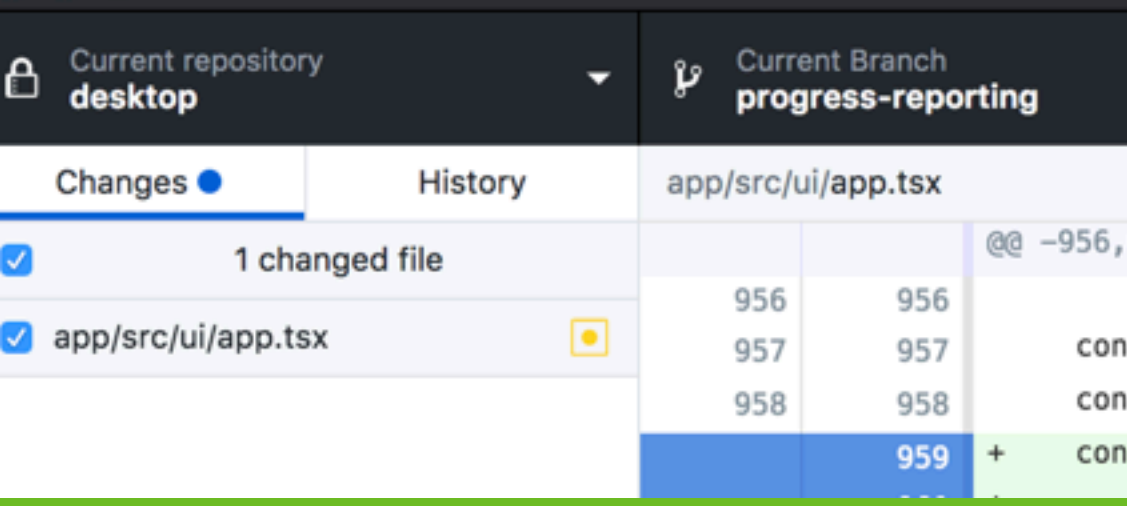 Current repository
desktop
Current Branch
progress-reporting
Changes
History
app/src/ui/app.tsx
1 changed file
@@ -956,
app/src/ui/app.tsx
956 956
957 957 con
958 958 con
959 + con